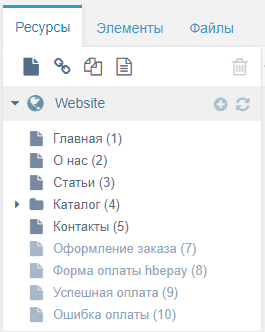 Ресурсы Элементы Файлы
Website
Главная (1)
О нас (2)
Статьи (3)
Каталог (4)
Контакты (5)
Оформление заказа (7)
Форма оплаты hbepay (8)
Успешная оплата (9)
Ошибка оплаты (10)